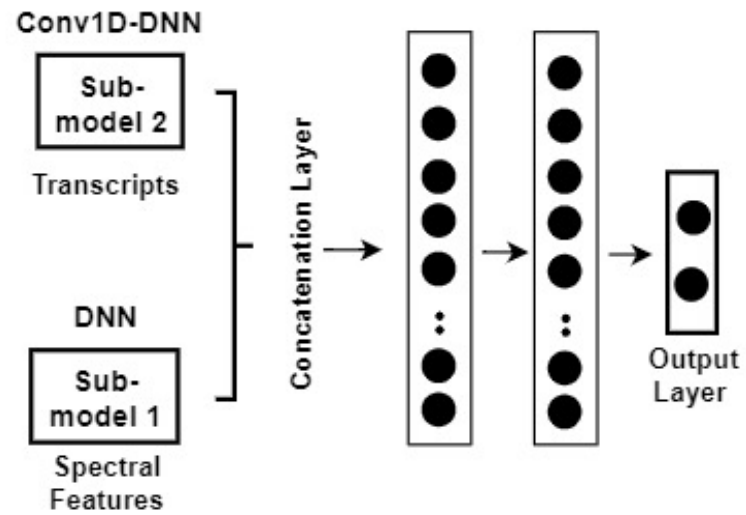 Conv1D-DNN
Sub-
model 2
Transcripts
DNN
Sub-
model 1
Spectral
Features
Concatenation Layer
Output
Layer